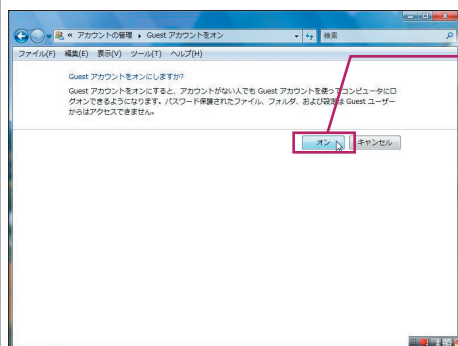 « アカウントの管理 ▸ Guest アカウントをオン
検索
ファイル(F) 編集(E) 表示(V) ツール(T) ヘルプ(H)
Guest アカウントをオンにしますか?
Guest アカウントをオンにすると、アカウントがない人でも Guest アカウントを使ってコンピュータにロ
グオンできるようになります。パスワード保護されたファイル、フォルダ、および設定は Guest ユーザー
からはアクセスできません。
オン キャンセル